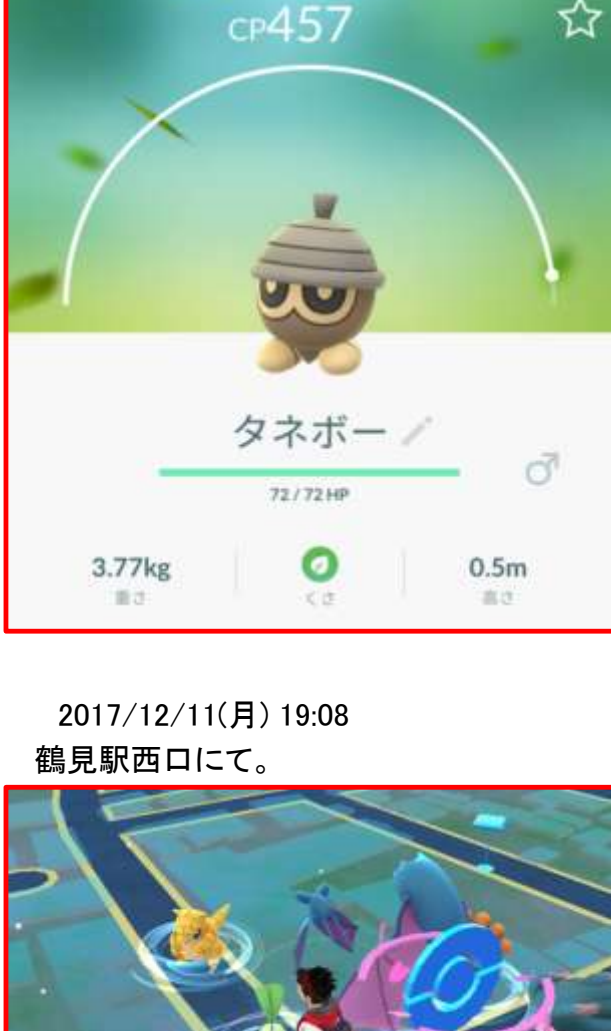 CP457
タネボー
72 / 72 HP
3.77kg
0.5m
重さ
くさ
高さ
2017/12/11(月) 19:08
鶴見駅西口にて。